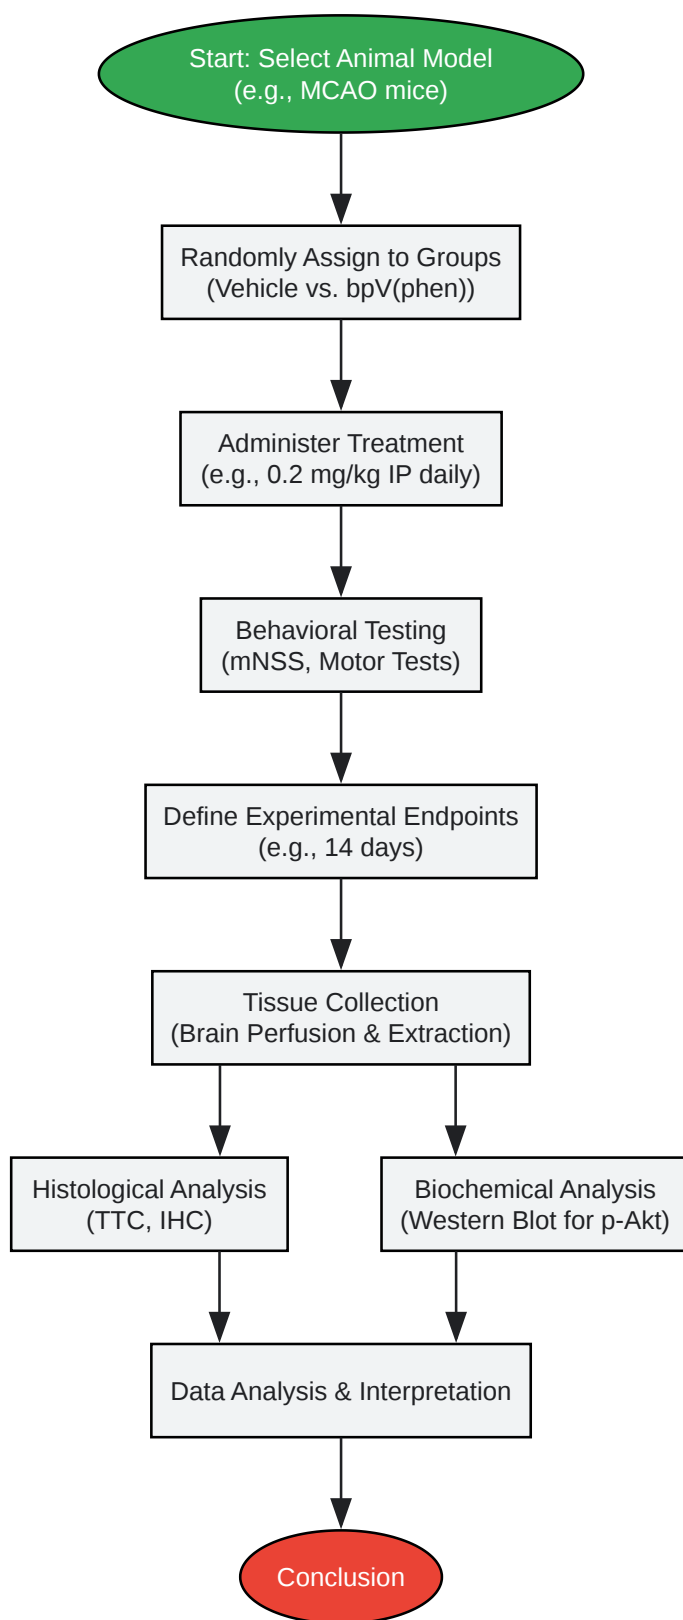 Start: Select Animal Model
(e.g., MCAO mice)
Randomly Assign to Groups
(Vehicle vs. bpV(phen))
Administer Treatment
(e.g., 0.2 mg/kg IP daily)
Behavioral Testing
(mNSS, Motor Tests)
Define Experimental Endpoints
(e.g., 14 days)
Tissue Collection
(Brain Perfusion & Extraction)
Histological Analysis
(TTC, IHC)
Biochemical Analysis
(Western Blot for p-Akt)
Data Analysis & Interpretation
Conclusion